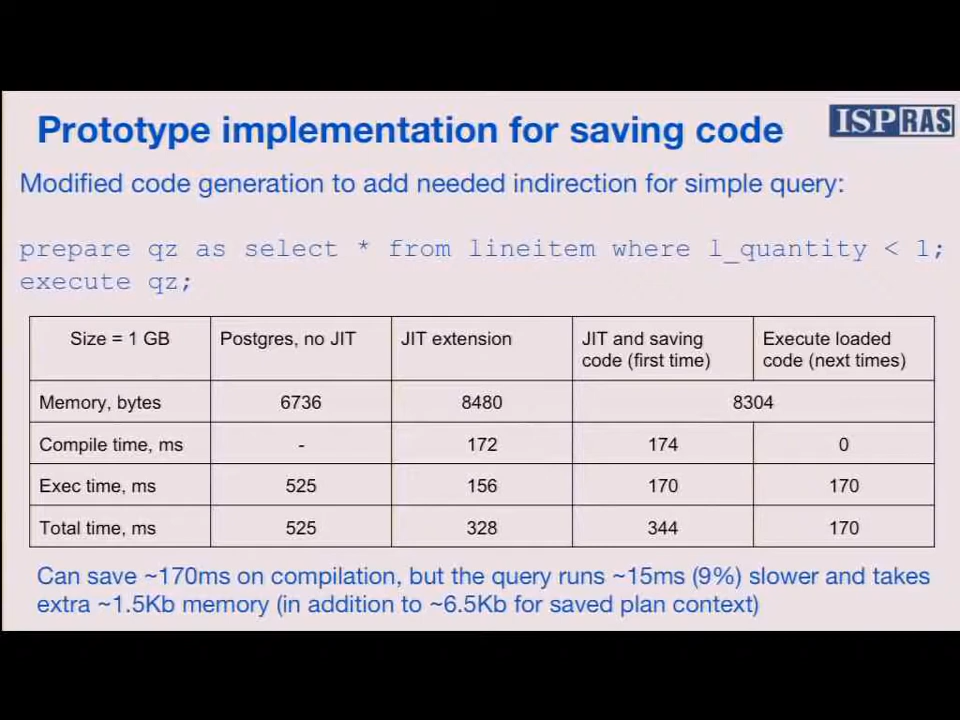 Prototype implementation for saving code
ISPRAS
Modified code generation to add needed indirection for simple query:
prepare qz as select * from lineitem where l_quantity < 1;
execute qz;
Size = 1 GB Postgres, no JIT JIT extension JIT and saving code (first time) Execute loaded code (next times)
Memory, bytes 6736 8480 8304
Compile time, ms - 172 174 0
Exec time, ms 525 156 170 170
Total time, ms 525 328 344 170
Can save ~170ms on compilation, but the query runs ~15ms (9%) slower and takes
extra ~1.5Kb memory (in addition to ~6.5Kb for saved plan context)